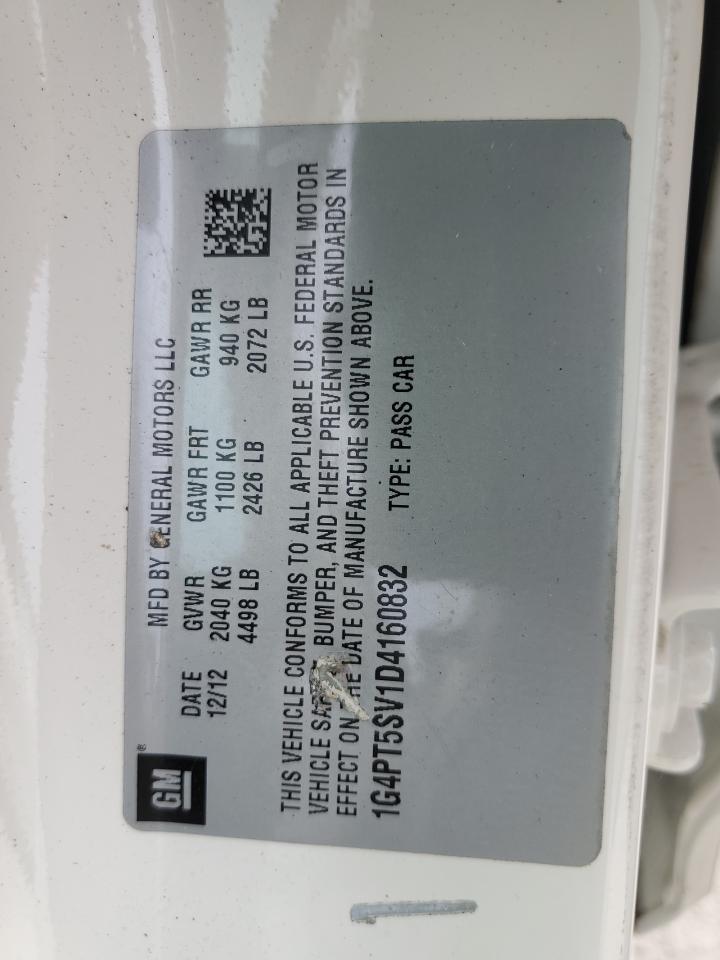 GM®
MFD BY GENERAL MOTORS LLC
DATE GVWR GAWR FRT GAWR RR
12/12 2040 KG 1100 KG 940 KG
4498 LB 2426 LB 2072 LB
THIS VEHICLE CONFORMS TO ALL APPLICABLE U.S. FEDERAL MOTOR
VEHICLE BUMPER, AND THEFT PREVENTION STANDARDS IN
EFFECT ON THE DATE OF MANUFACTURE SHOWN ABOVE.
1G4PT5SV1D4160832 TYPE: PASS CAR